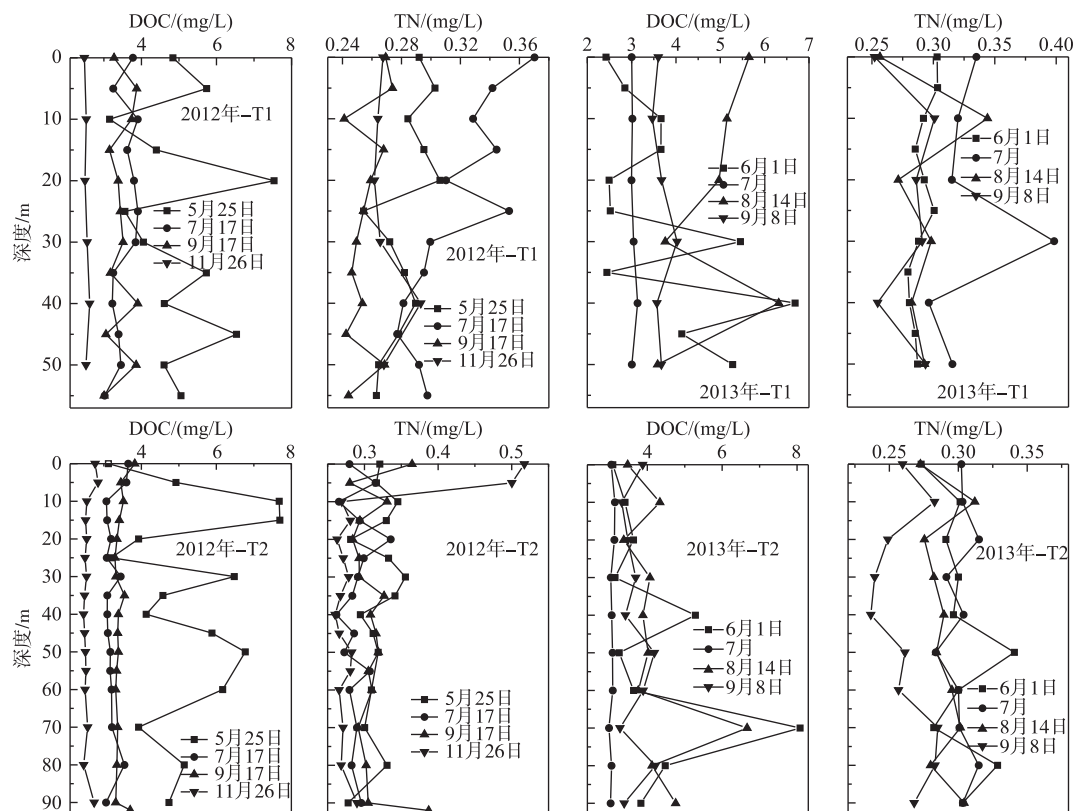 DOC/(mg/L) TN/(mg/L) DOC/(mg/L) TN/(mg/L)
4 6 8 0.24 0.28 0.32 0.36 2 3 4 5 6 7 0.25 0.30 0.35 0.40
0
10
20
30
40
50
深度/m
2012年-T1
5月25日
7月17日
9月17日
11月26日
2012年-T1
5月25日
7月17日
9月17日
11月26日
6月1日
7月
8月14日
9月8日
2013年-T1
6月1日
7月
8月14日
9月8日
2013年-T1
DOC/(mg/L) TN/(mg/L) DOC/(mg/L) TN/(mg/L)
4 6 8 0.3 0.4 0.5 4 6 8 0.25 0.30 0.35
0
10
20
30
40
50
60
70
80
90
深度/m
2012年-T2
5月25日
7月17日
9月17日
11月26日
2012年-T2
5月25日
7月17日
9月17日
11月26日
2013年-T2
6月1日
7月
8月14日
9月8日
2013年-T2
6月1日
7月
8月14日
9月8日